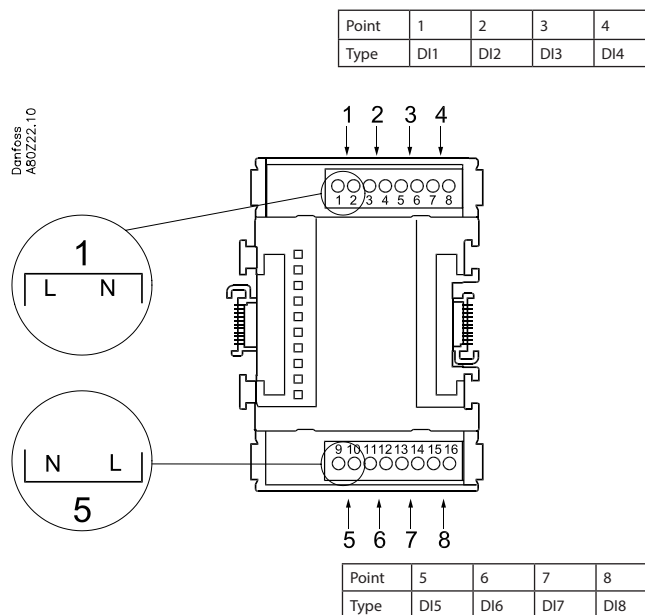 Point 1 2 3 4
Type DI1 DI2 DI3 DI4
Danfoss
A80Z22.10
1 2 3 4
1 2 3 4 5 6 7 8
1
L N
9 10 11 12 13 14 15 16
N L
5
5 6 7 8
Point 5 6 7 8
Type DI5 DI6 DI7 DI8